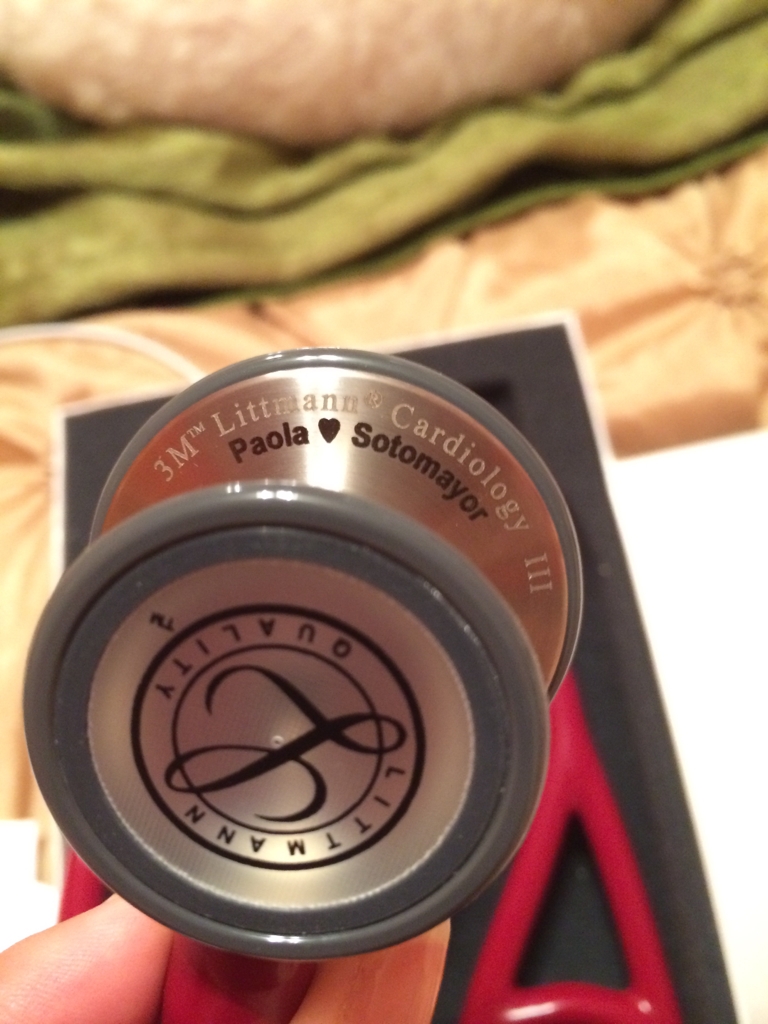 3M™ Littmann® Cardiology III
Paola ♥ Sotomayor
LITTMANN QUALITY